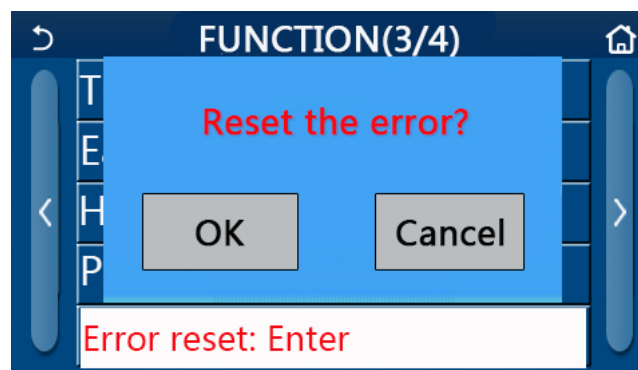 FUNCTION(3/4)
Reset the error?
OK
Cancel
Error reset: Enter